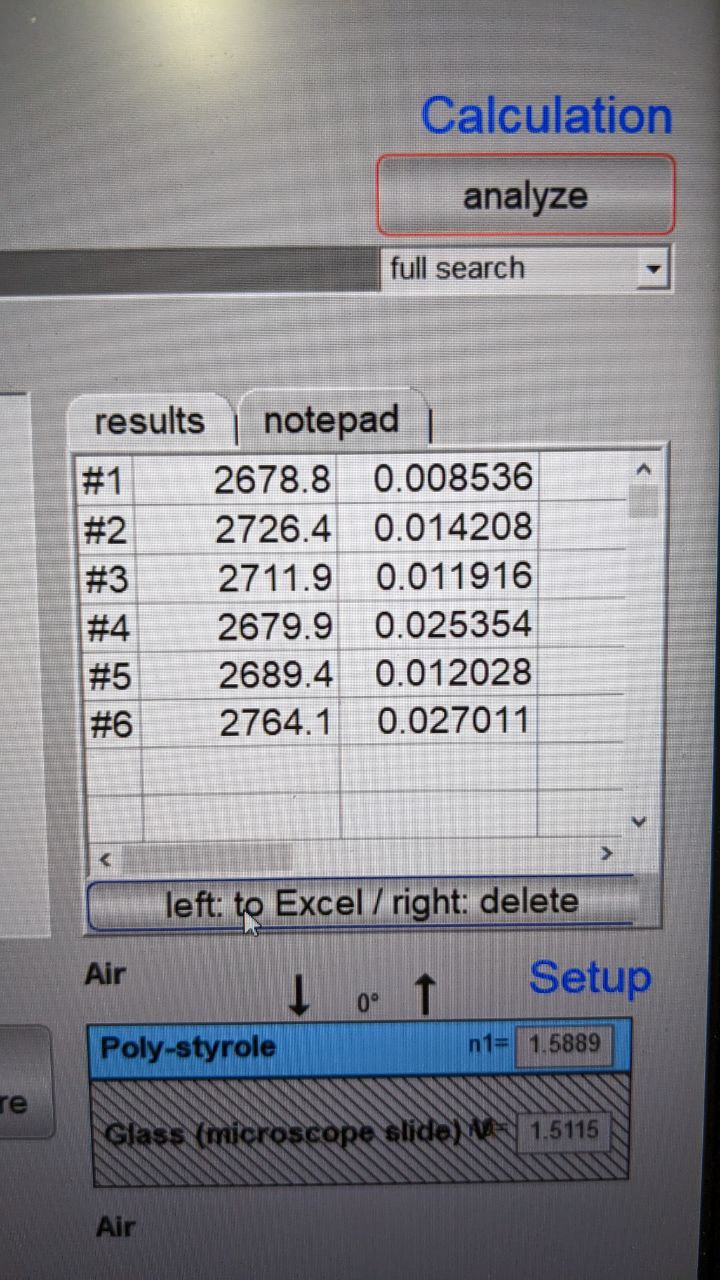 Calculation
analyze
full search
results | notepad |
#1 2678.8 0.008536
#2 2726.4 0.014208
#3 2711.9 0.011916
#4 2679.9 0.025354
#5 2689.4 0.012028
#6 2764.1 0.027011
left: to Excel / right: delete
Air
0°
Setup
Poly-styrole n1= 1.5889
re
Glass (microscope slide) 1.5115
Air